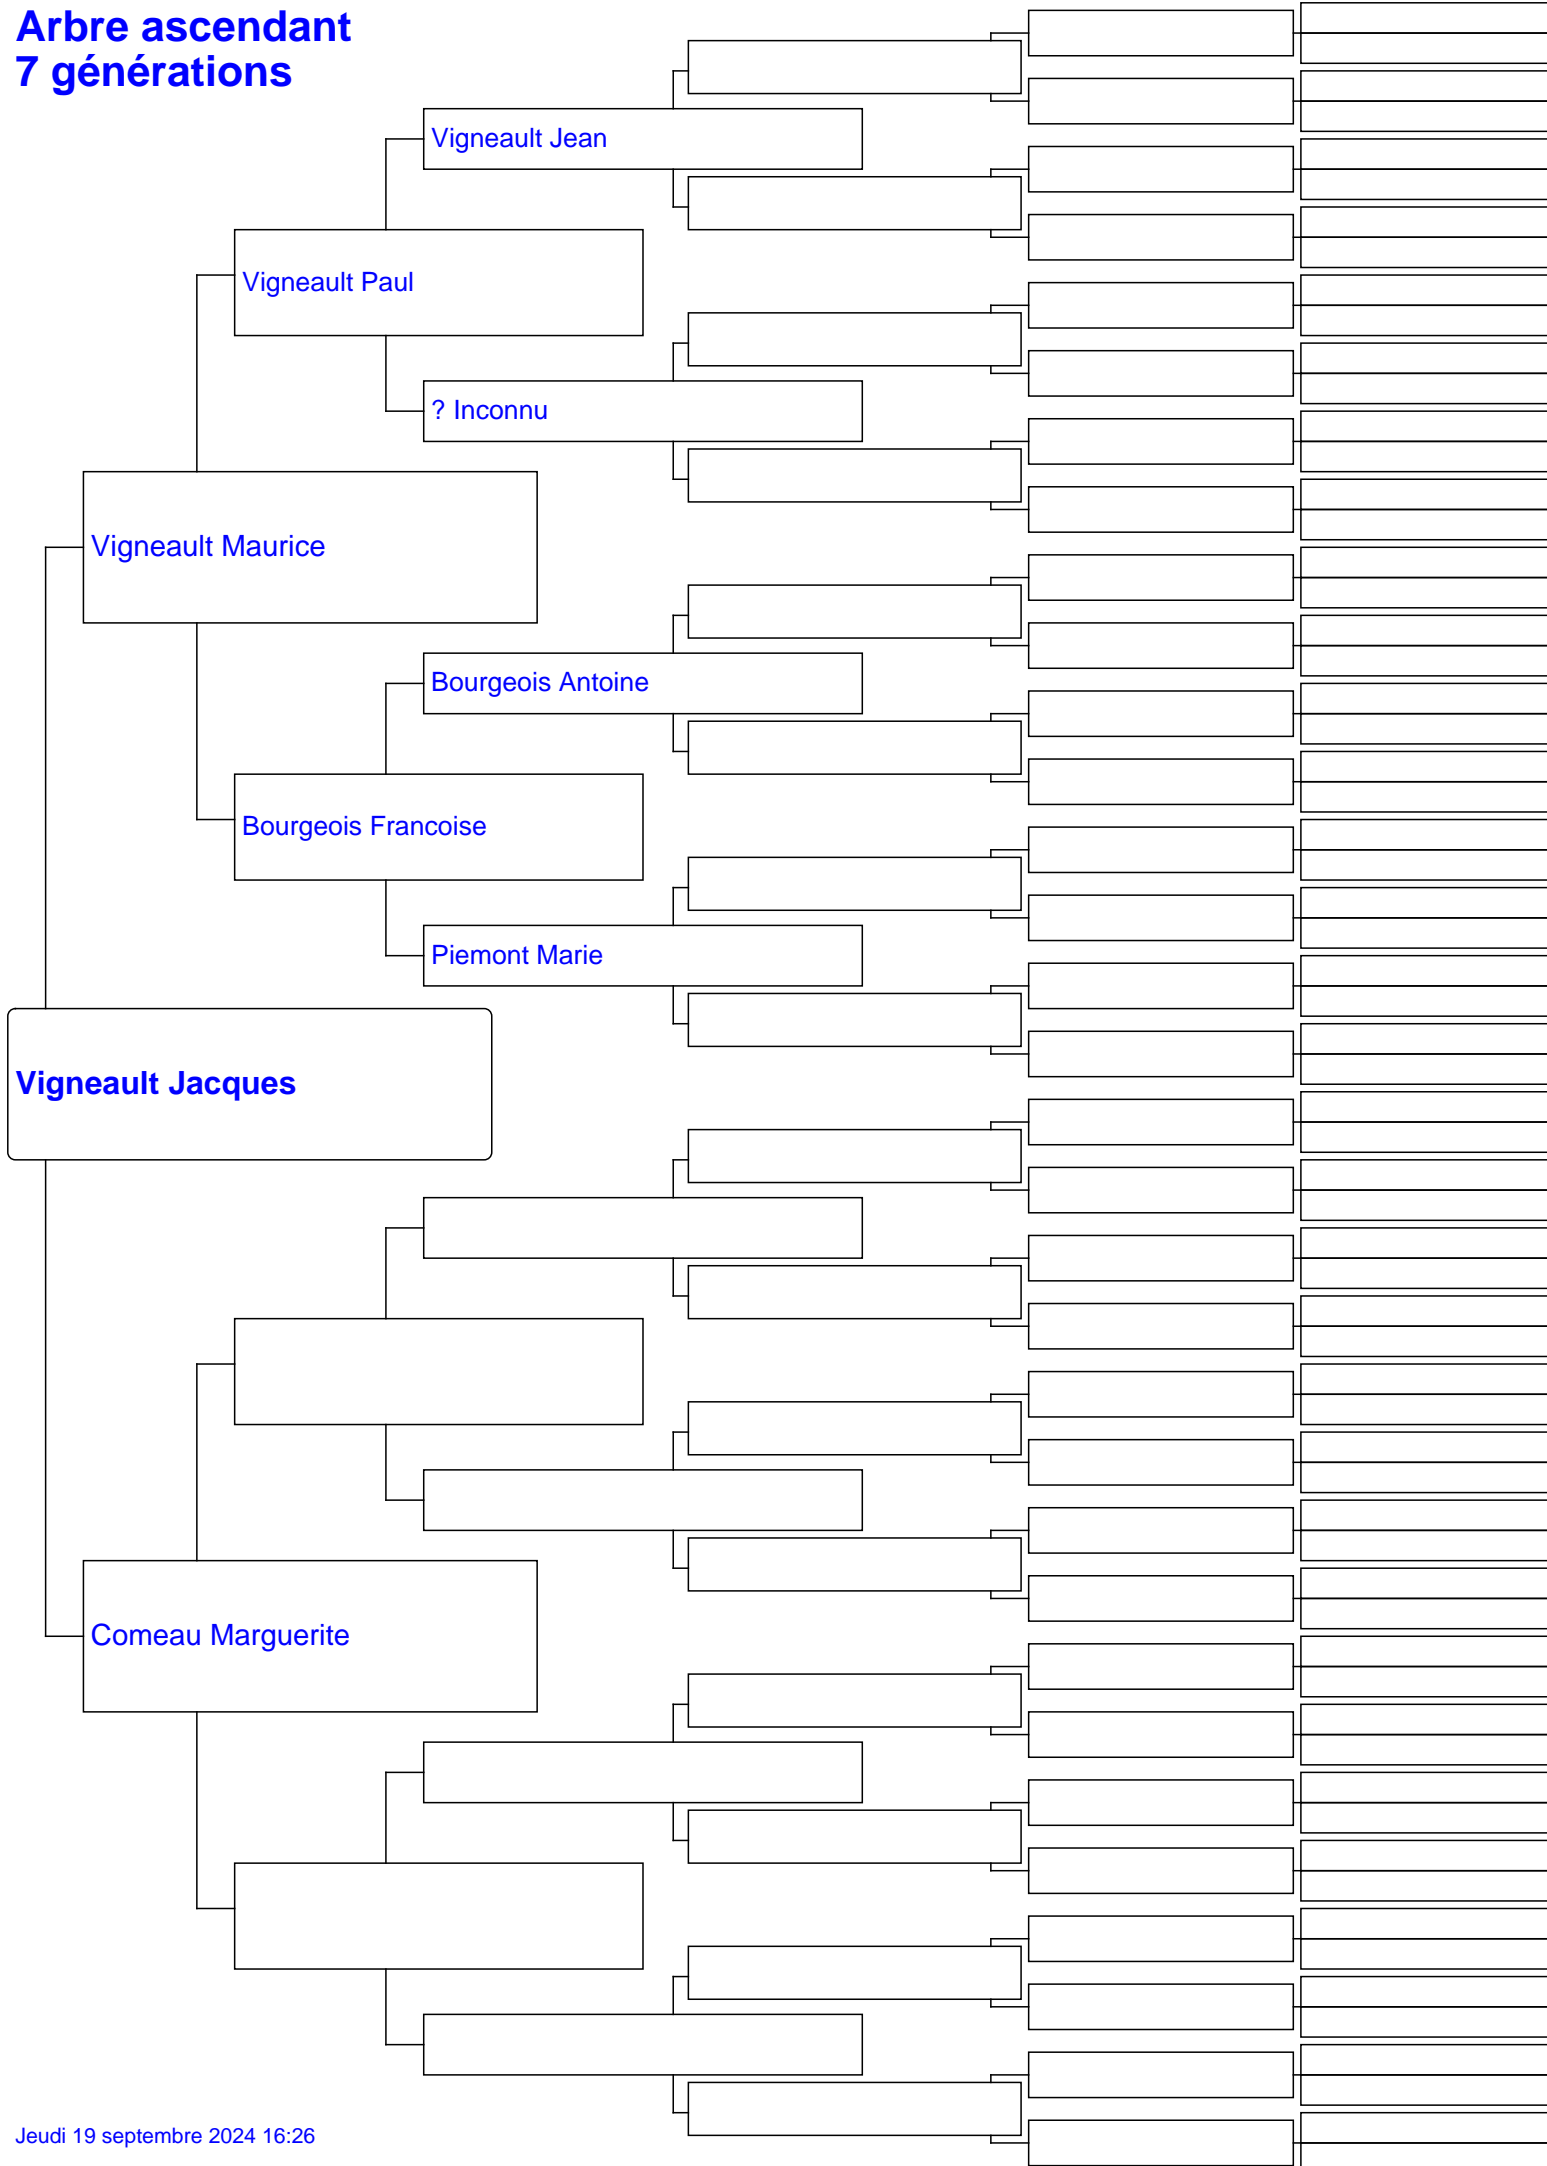 Arbre ascendant
7 générations
Vigneault Jean
Vigneault Paul
? Inconnu
Vigneault Maurice
Bourgeois Antoine
Bourgeois Francoise
Piemont Marie
Vigneault Jacques
Comeau Marguerite
Jeudi 19 septembre 2024 16:26